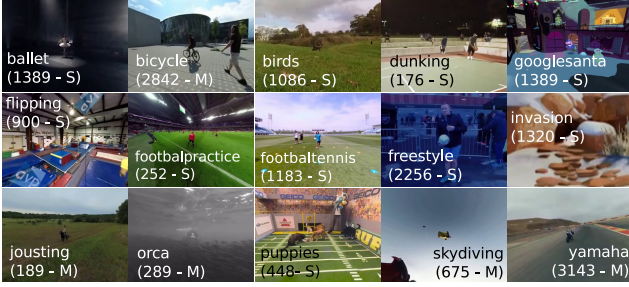 ballet
(1389 - S)
bicycle
(2842 - M)
birds
(1086 - S)
dunking
(176 - S)
googlesanta
(1389 - S)
flipping
(900 - S)
footbalpractice
(252 - S)
footbaltennis
(1183 - S)
freestyle
(2256 - S)
invasion
(1320 - S)
jousting
(189 - M)
orca
(289 - M)
puppies
(448 - S)
skydiving
(675 - M)
yamaha
(3143 - M)